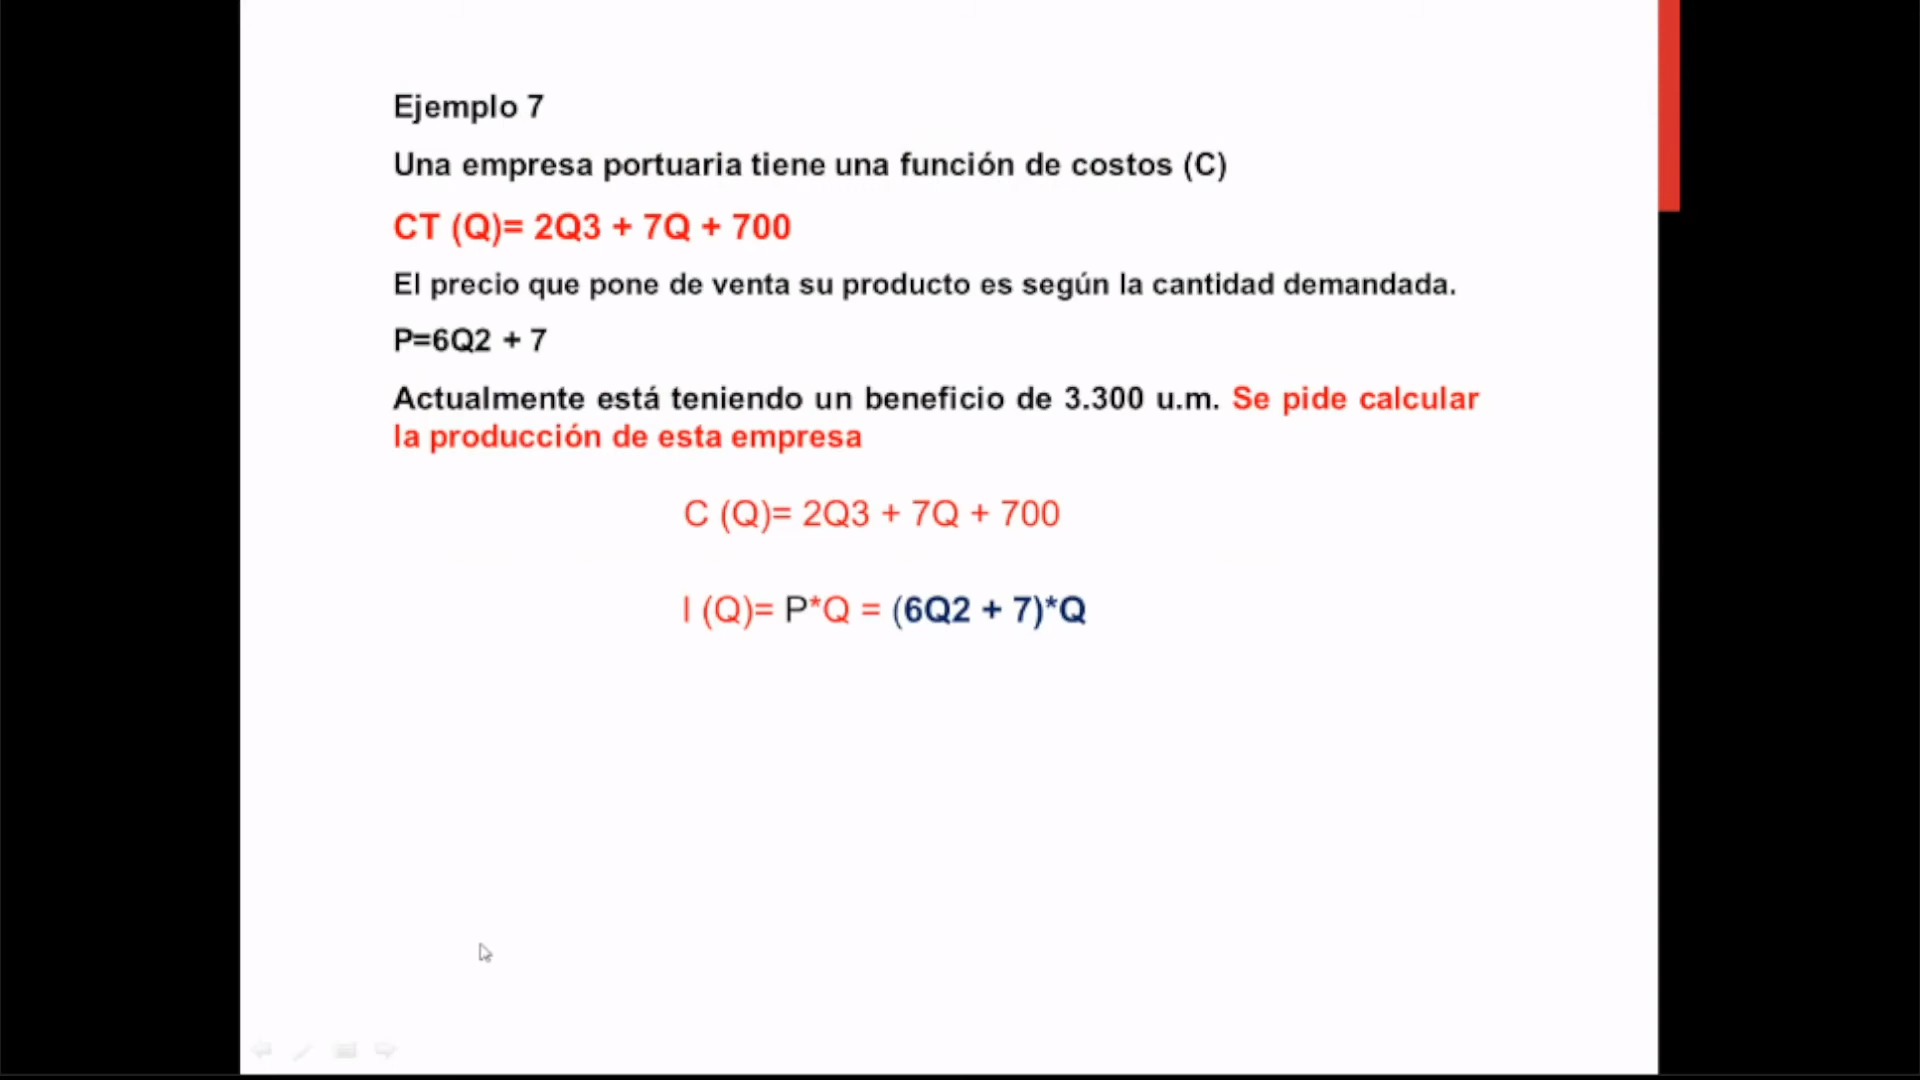 Ejemplo 7
Una empresa portuaria tiene una función de costos (C)
CT (Q)= 2Q3 + 7Q + 700
El precio que pone de venta su producto es según la cantidad demandada.
P=6Q2 + 7
Actualmente está teniendo un beneficio de 3.300 u.m. Se pide calcular
la producción de esta empresa
C (Q)= 2Q3 + 7Q + 700
I (Q)= P*Q = (6Q2 + 7)*Q